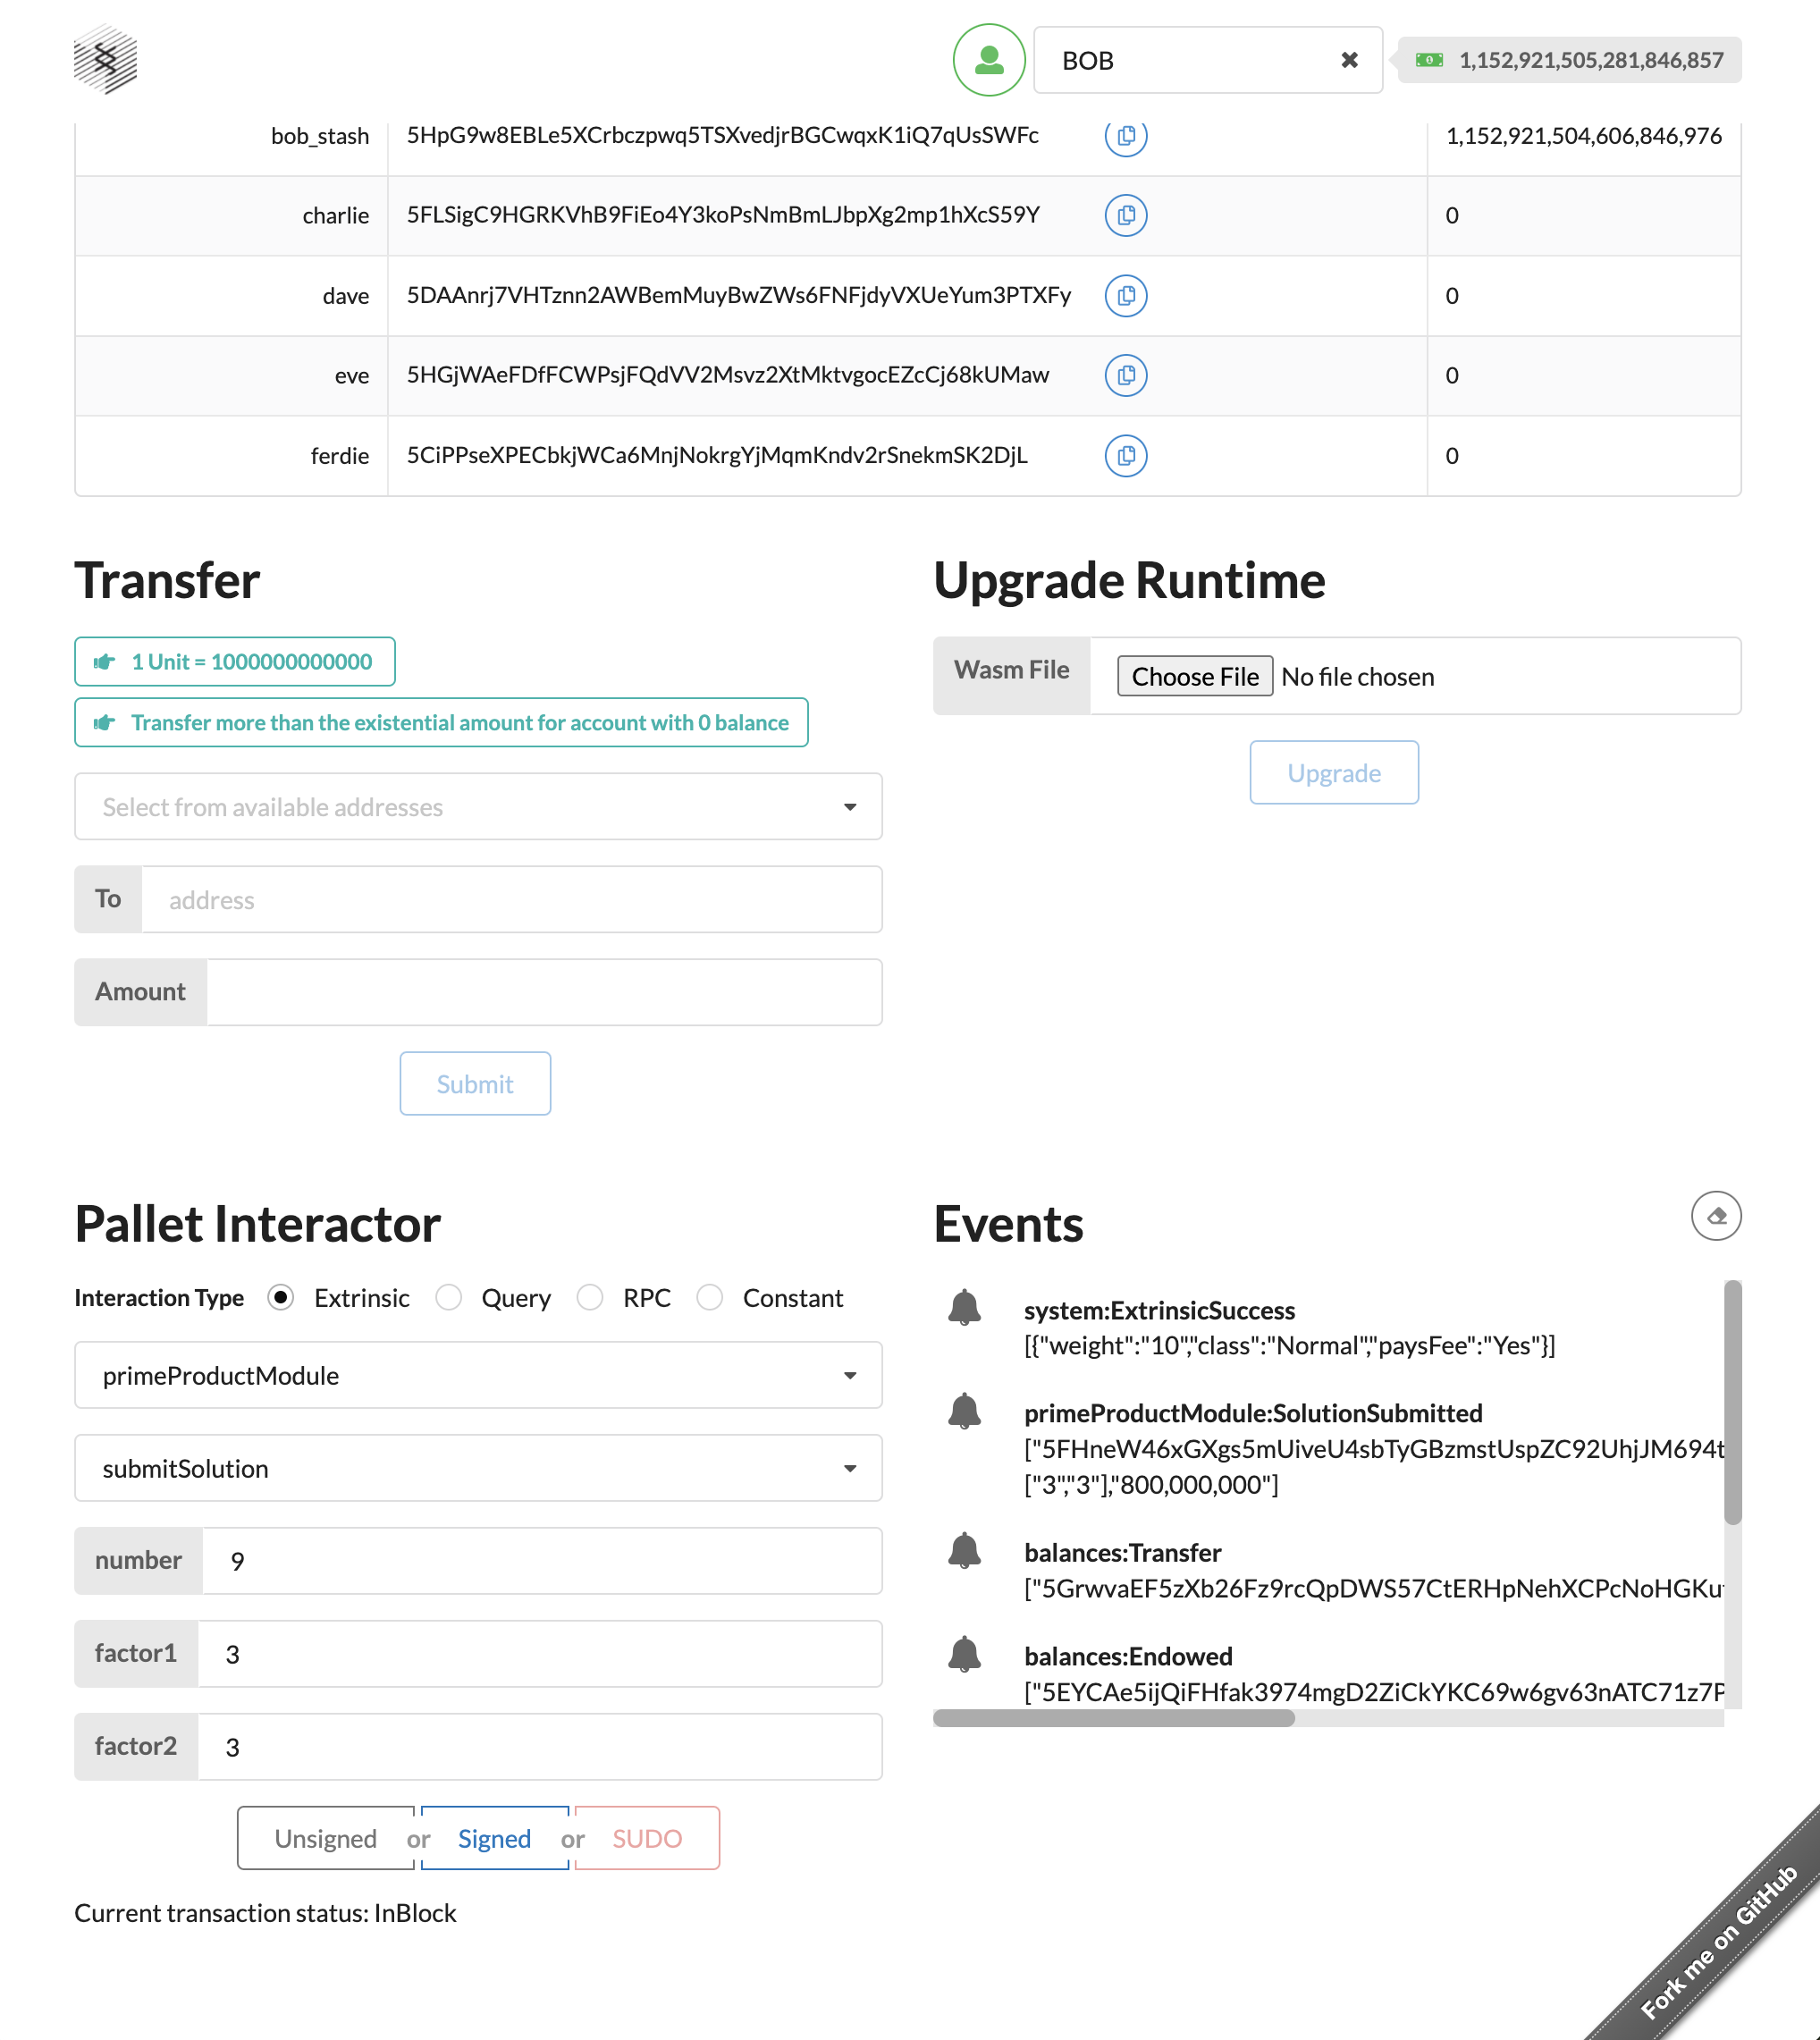 BOB
1,152,921,505,281,846,857
bob_stash 5HpG9w8EBLe5XCrbczpwq5TSXvedjrBGCwqxK1iQ7qUsSWFc 1,152,921,504,606,846,976
charlie 5FLSigC9HGRKVhB9FiEo4Y3koPsNmBmLJbpXg2mp1hXcS59Y 0
dave 5DAAnrj7VHTznn2AWBemMuyBwZWs6FNFjdyVXUeYum3PTXFy 0
eve 5HGjWAeFDfFCWPsjFQdVV2Msvz2XtMktvgocEZcCj68kUMaw 0
ferdie 5CiPPseXPECbkjWCa6MnjNokrgYjMqmKndv2rSnekmSK2DjL 0
Transfer
1 Unit = 1000000000000
Transfer more than the existential amount for account with 0 balance
Select from available addresses
To address
Amount
Submit
Upgrade Runtime
Wasm File Choose File No file chosen
Upgrade
Pallet Interactor
Interaction Type Extrinsic Query RPC Constant
primeProductModule
submitSolution
number 9
factor1 3
factor2 3
Unsigned or Signed or SUDO
Current transaction status: InBlock
Events
system:ExtrinsicSuccess
[{"weight":"10""class":"Normal""paysFee":"Yes"}]
primeProductModule:SolutionSubmitted
["5FHneW46xGXgs5mUiveU4sbTyGBzmstUspZC92UhjJM694t
["3""3"],"800,000,000"]
balances:Transfer
["5GrwvaEF5zXb26Fz9rcQpDWS57CtERHpNehXCPcNoHGKu
balances:Endowed
["5EYCAe5ijQiFHfak3974mgD2ZiCkYKC69w6gv63nATC71z7P
Fork me on GitHub